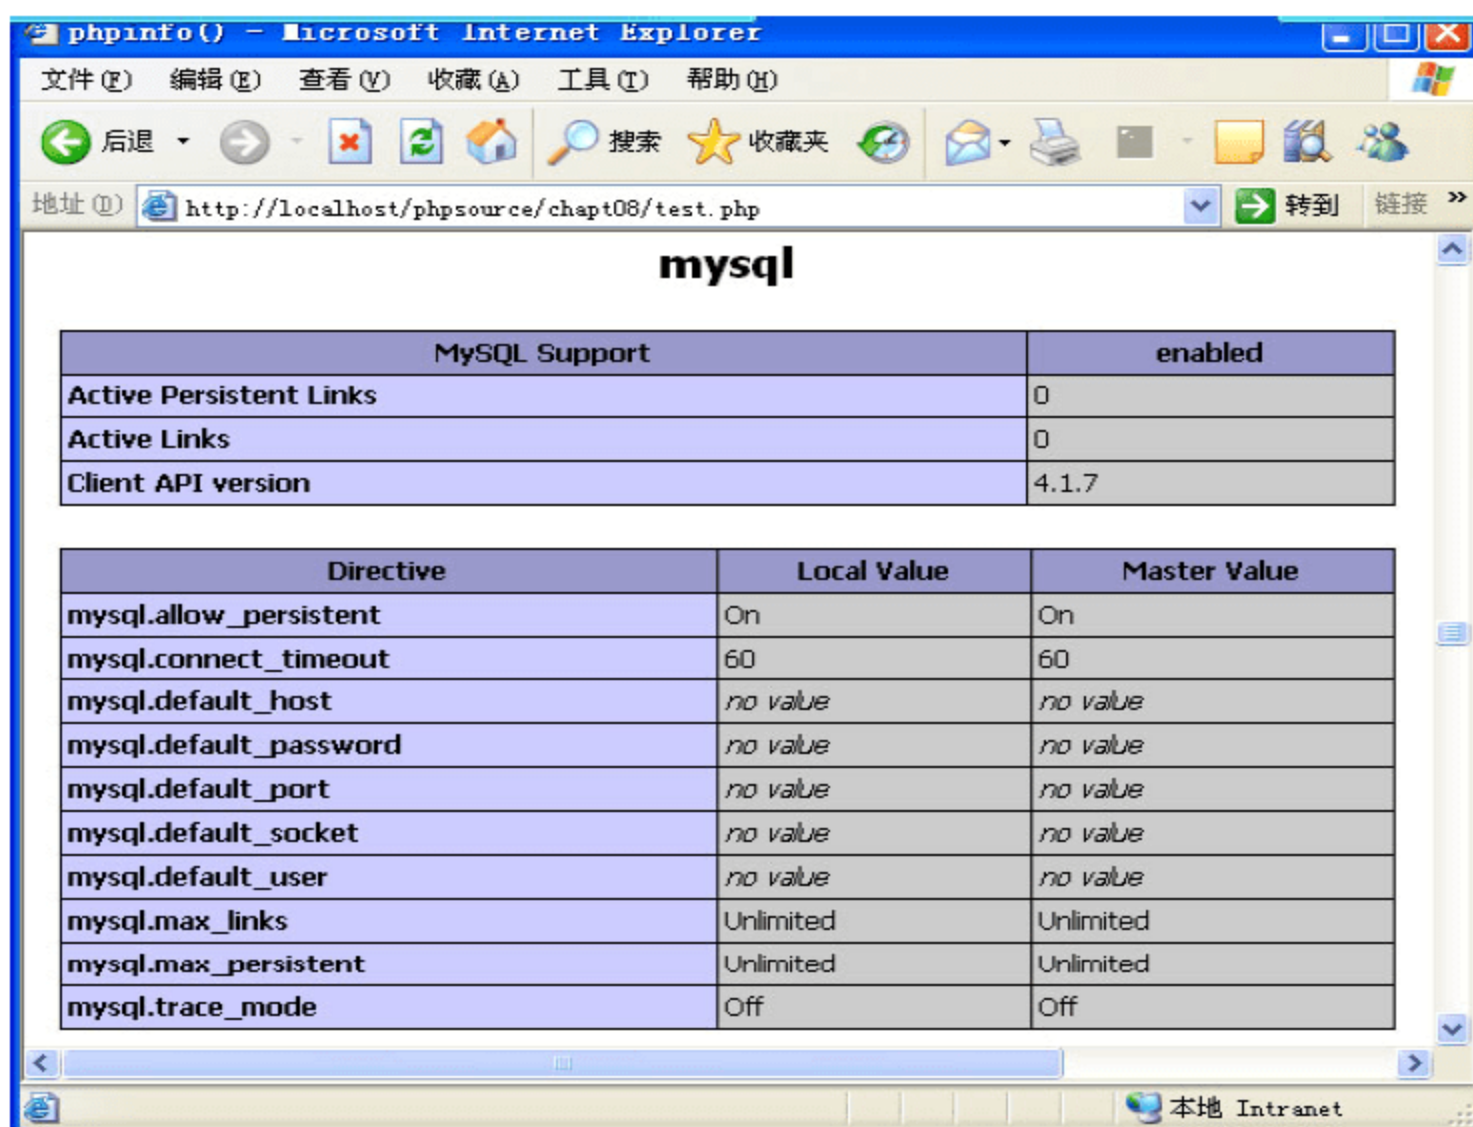 phpinfo() - Microsoft Internet Explorer
文件(F) 编辑(E) 查看(V) 收藏(A) 工具(T) 帮助(H)
后退 搜索 收藏夹
地址(D) http://localhost/phpsource/chapt08/test.php 转到 链接 »
mysql
MySQL Support enabled
Active Persistent Links 0
Active Links 0
Client API version 4.1.7
Directive Local Value Master Value
mysql.allow_persistent On On
mysql.connect_timeout 60 60
mysql.default_host no value no value
mysql.default_password no value no value
mysql.default_port no value no value
mysql.default_socket no value no value
mysql.default_user no value no value
mysql.max_links Unlimited Unlimited
mysql.max_persistent Unlimited Unlimited
mysql.trace_mode Off Off
本地 Intranet